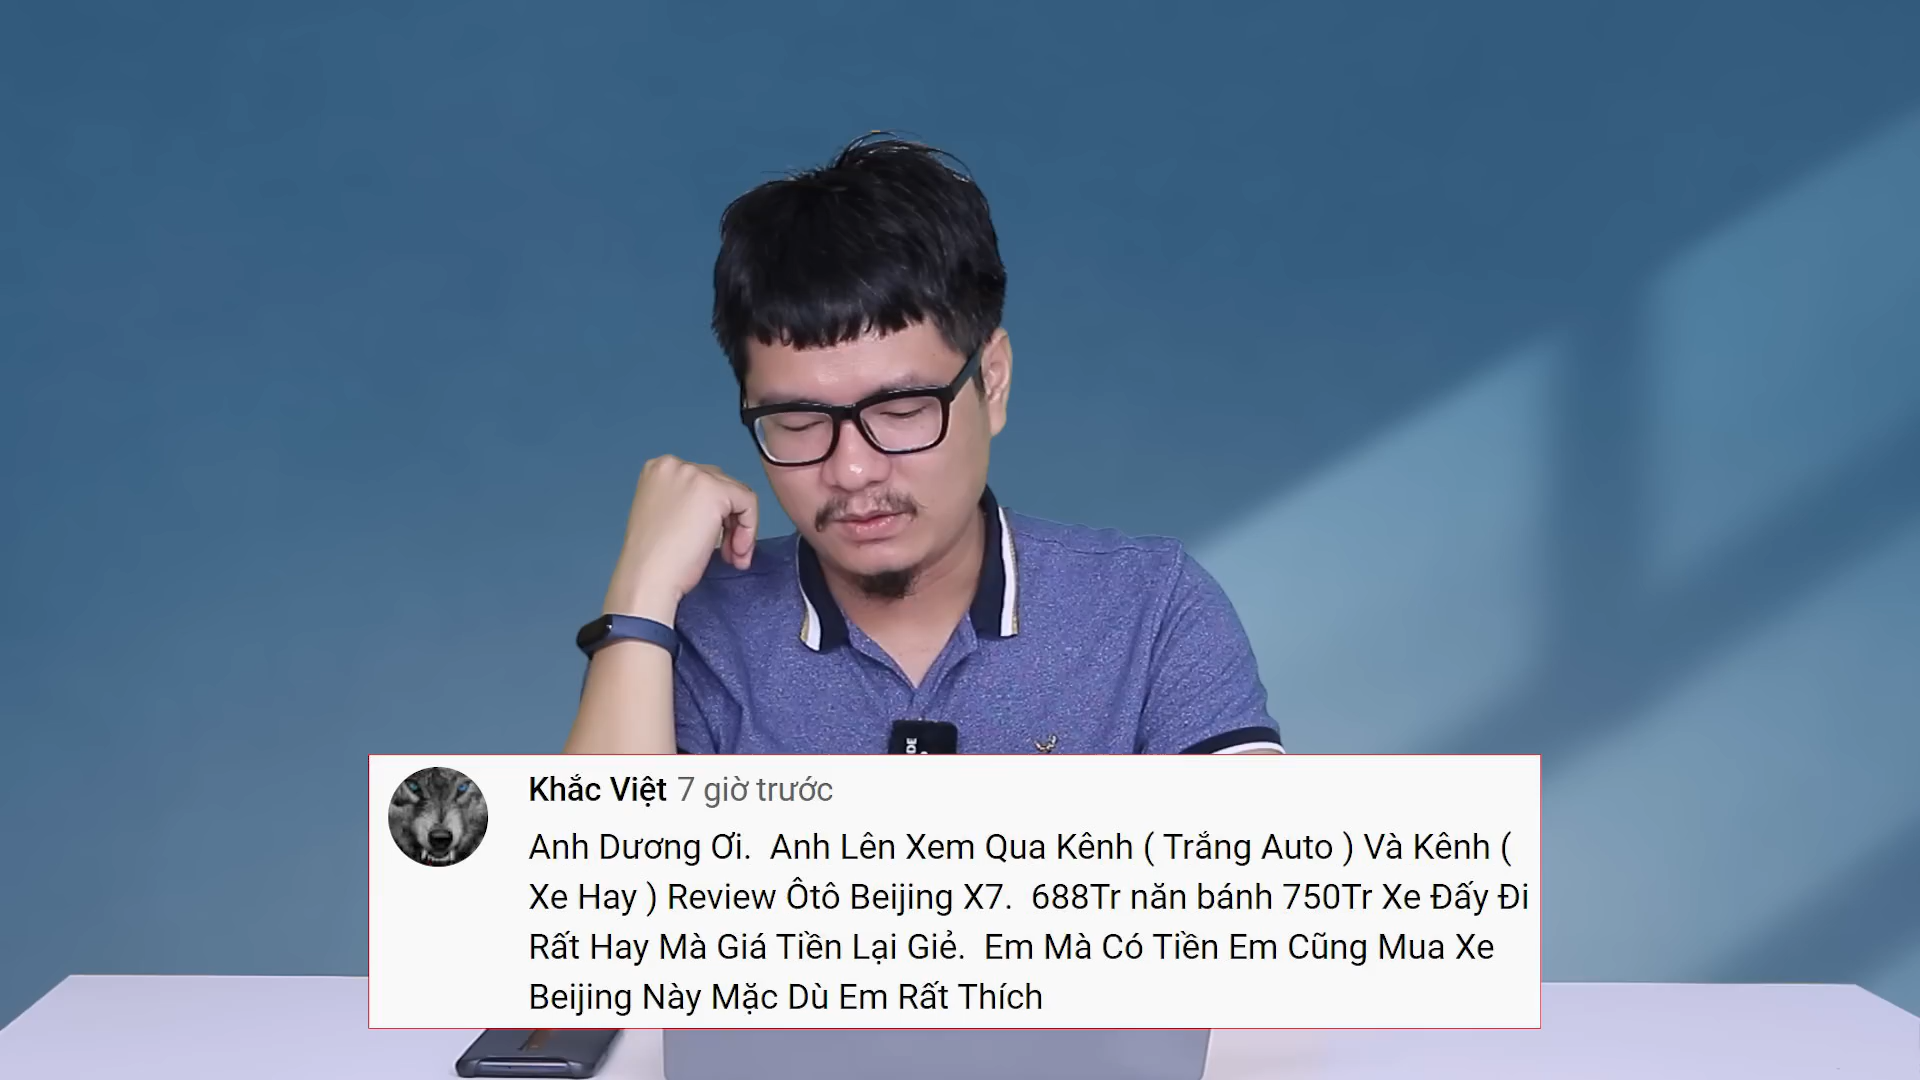 Khắc Việt 7 giờ trước
Anh Dương Ơi.  Anh Lên Xem Qua Kênh ( Trắng Auto ) Và Kênh (
Xe Hay ) Review Ôtô Beijing X7.  688Tr năn bánh 750Tr Xe Đấy Đi
Rất Hay Mà Giá Tiền Lại Giẻ.  Em Mà Có Tiền Em Cũng Mua Xe
Beijing Này Mặc Dù Em Rất Thích